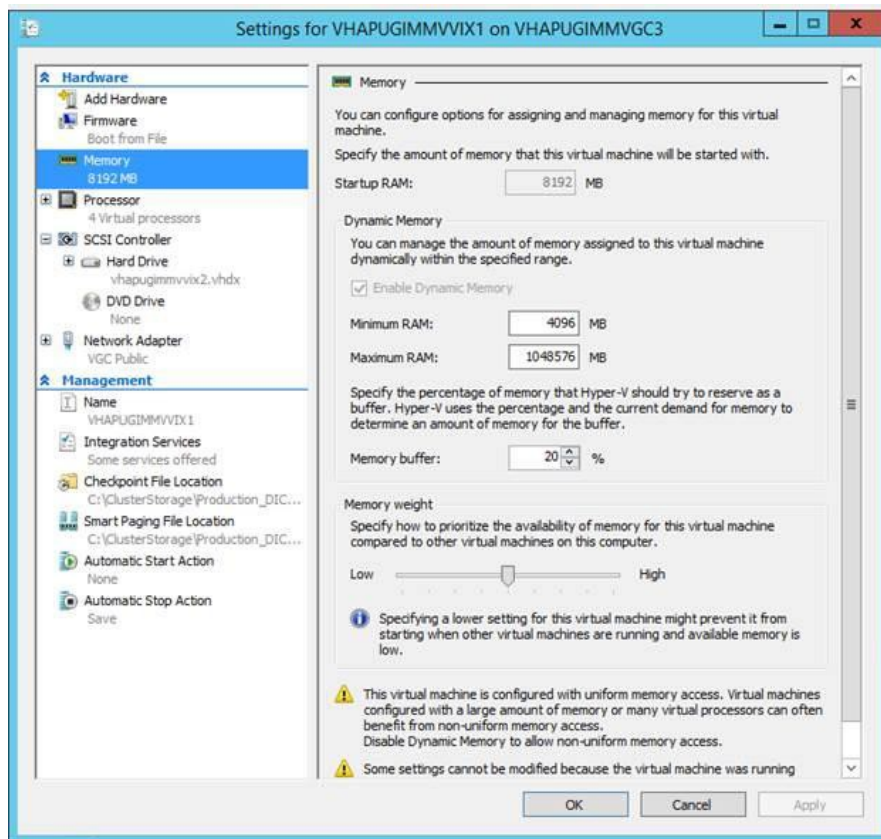 Settings for VHAPUGIMMVVIX1 on VHAPUGIMMVGC3
Hardware
Add Hardware
Firmware
Boot from File
Memory
8192 MB
Processor
4 Virtual processors
SCSI Controller
Hard Drive
vhapugimmvvix2.vhdx
DVD Drive
None
Network Adapter
VGC Public
Management
Name
VHAPUGIMMVVIX1
Integration Services
Some services offered
Checkpoint File Location
C:\ClusterStorage\Production_DIC...
Smart Paging File Location
C:\ClusterStorage\Production_DIC...
Automatic Start Action
None
Automatic Stop Action
Save
Memory
You can configure options for assigning and managing memory for this virtual
machine.
Specify the amount of memory that this virtual machine will be started with.
Startup RAM: 8192 MB
Dynamic Memory
You can manage the amount of memory assigned to this virtual machine
dynamically within the specified range.
Enable Dynamic Memory
Minimum RAM: 4096 MB
Maximum RAM: 1048576 MB
Specify the percentage of memory that Hyper-V should try to reserve as a
buffer. Hyper-V uses the percentage and the current demand for memory to
determine an amount of memory for the buffer.
Memory buffer: 20 %
Memory weight
Specify how to prioritize the availability of memory for this virtual machine
compared to other virtual machines on this computer.
Low High
Specifying a lower setting for this virtual machine might prevent it from
starting when other virtual machines are running and available memory is
low.
This virtual machine is configured with uniform memory access. Virtual machines
configured with a large amount of memory or many virtual processors can often
benefit from non-uniform memory access.
Disable Dynamic Memory to allow non-uniform memory access.
Some settings cannot be modified because the virtual machine was running
OK Cancel Apply